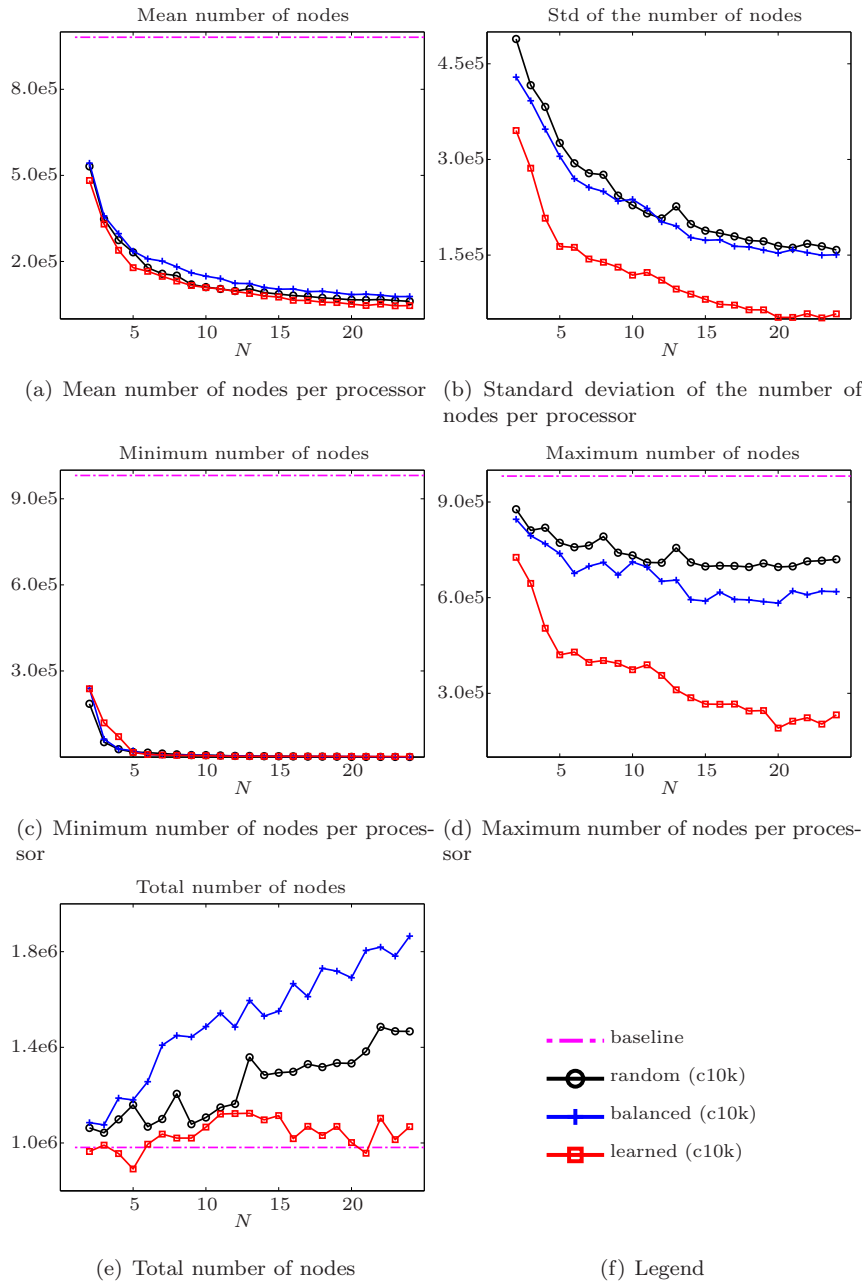 Mean number of nodes
8.0e5
5.0e5
2.0e5
5 10 15 20
N
(a) Mean number of nodes per processor
Std of the number of nodes
4.5e5
3.0e5
1.5e5
5 10 15 20
N
(b) Standard deviation of the number of
nodes per processor
Minimum number of nodes
9.0e5
6.0e5
3.0e5
5 10 15 20
N
(c) Minimum number of nodes per proces-
sor
Maximum number of nodes
9.0e5
6.0e5
3.0e5
5 10 15 20
N
(d) Maximum number of nodes per proces-
sor
Total number of nodes
1.8e6
1.4e6
1.0e6
5 10 15 20
N
(e) Total number of nodes
baseline
random (c10k)
balanced (c10k)
learned (c10k)
(f) Legend